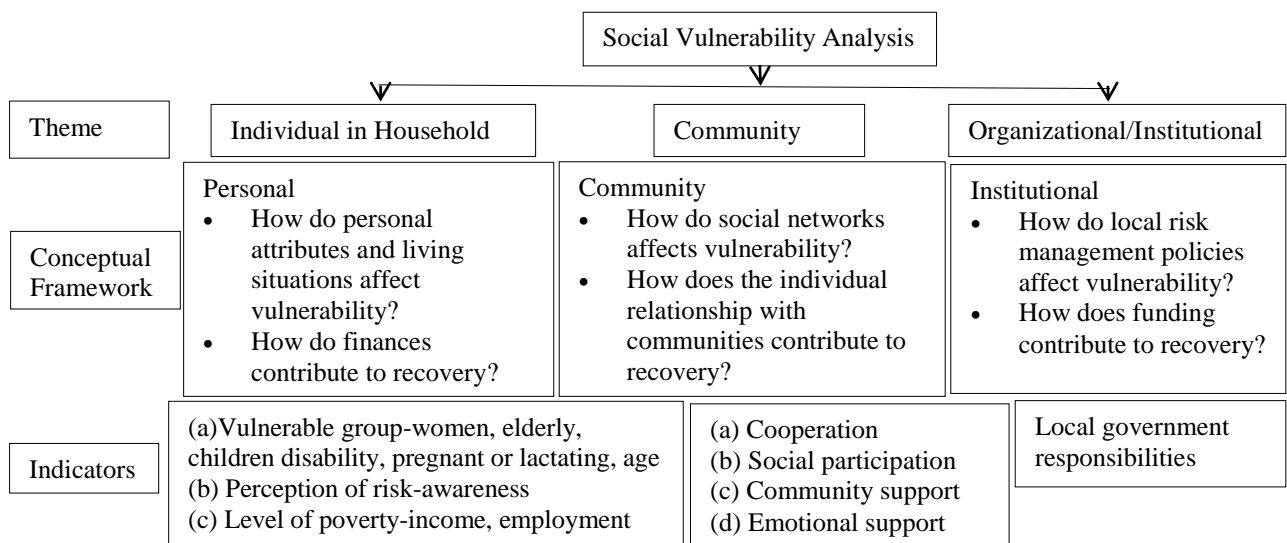 Social Vulnerability Analysis
Theme
Individual in Household
Community
Organizational/Institutional
Conceptual
Framework
Personal
• How do personal
attributes and living
situations affect
vulnerability?
• How do finances
contribute to recovery?
Community
• How do social networks
affects vulnerability?
• How does the individual
relationship with
communities contribute to
recovery?
Institutional
• How do local risk
management policies
affect vulnerability?
• How does funding
contribute to recovery?
Indicators
(a)Vulnerable group-women, elderly,
children disability, pregnant or lactating, age
(b) Perception of risk-awareness
(c) Level of poverty-income, employment
(a) Cooperation
(b) Social participation
(c) Community support
(d) Emotional support
Local government
responsibilities